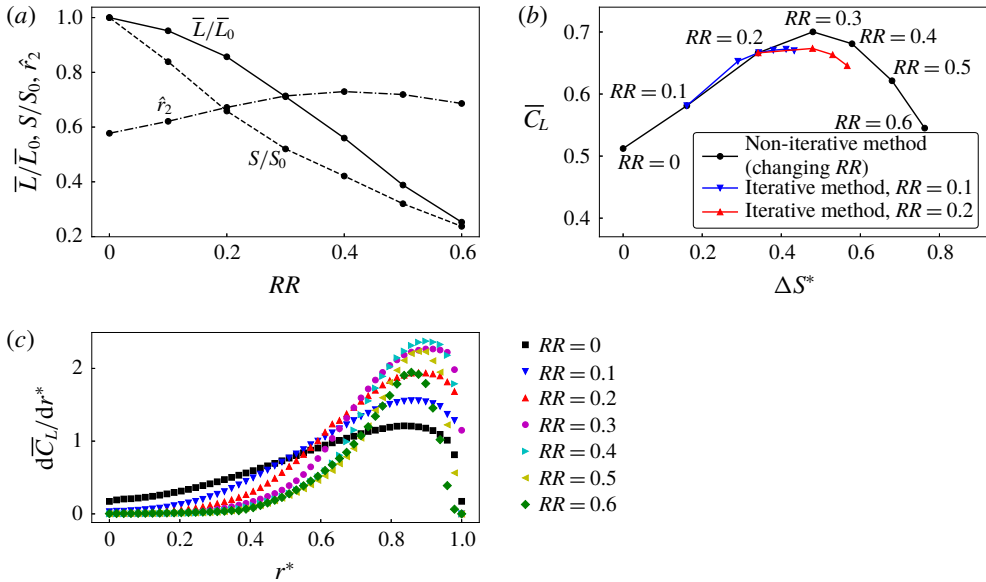 (a)
L̅/L̅₀, S/S₀, r̂₂
1.0
0.8
0.6
0.4
0.2
L̅/L̅₀
r̂₂
S/S₀
0 0.2 0.4 0.6
RR
(b)
C̅_L
0.7
0.6
0.5
0.4
RR = 0
RR = 0.1
RR = 0.2
RR = 0.3
RR = 0.4
RR = 0.5
RR = 0.6
Non-iterative method
(changing RR)
Iterative method, RR = 0.1
Iterative method, RR = 0.2
0 0.2 0.4 0.6 0.8
ΔS*
(c)
dC̅_L/dr*
2
1
0
0 0.2 0.4 0.6 0.8 1.0
r*
RR = 0
RR = 0.1
RR = 0.2
RR = 0.3
RR = 0.4
RR = 0.5
RR = 0.6